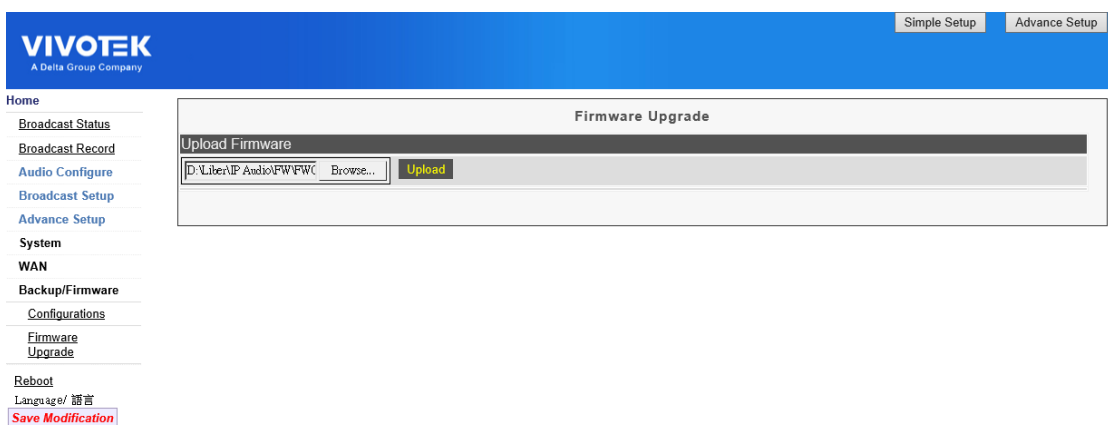 Simple Setup
Advance Setup
VIVOTEK
A Delta Group Company
Home
Broadcast Status
Broadcast Record
Audio Configure
Broadcast Setup
Advance Setup
System
WAN
Backup/Firmware
Configurations
Firmware
Upgrade
Reboot
Language/ 語言
Save Modification
Firmware Upgrade
Upload Firmware
D:\Liber\IP Audio\FW\FW( Browse... Upload